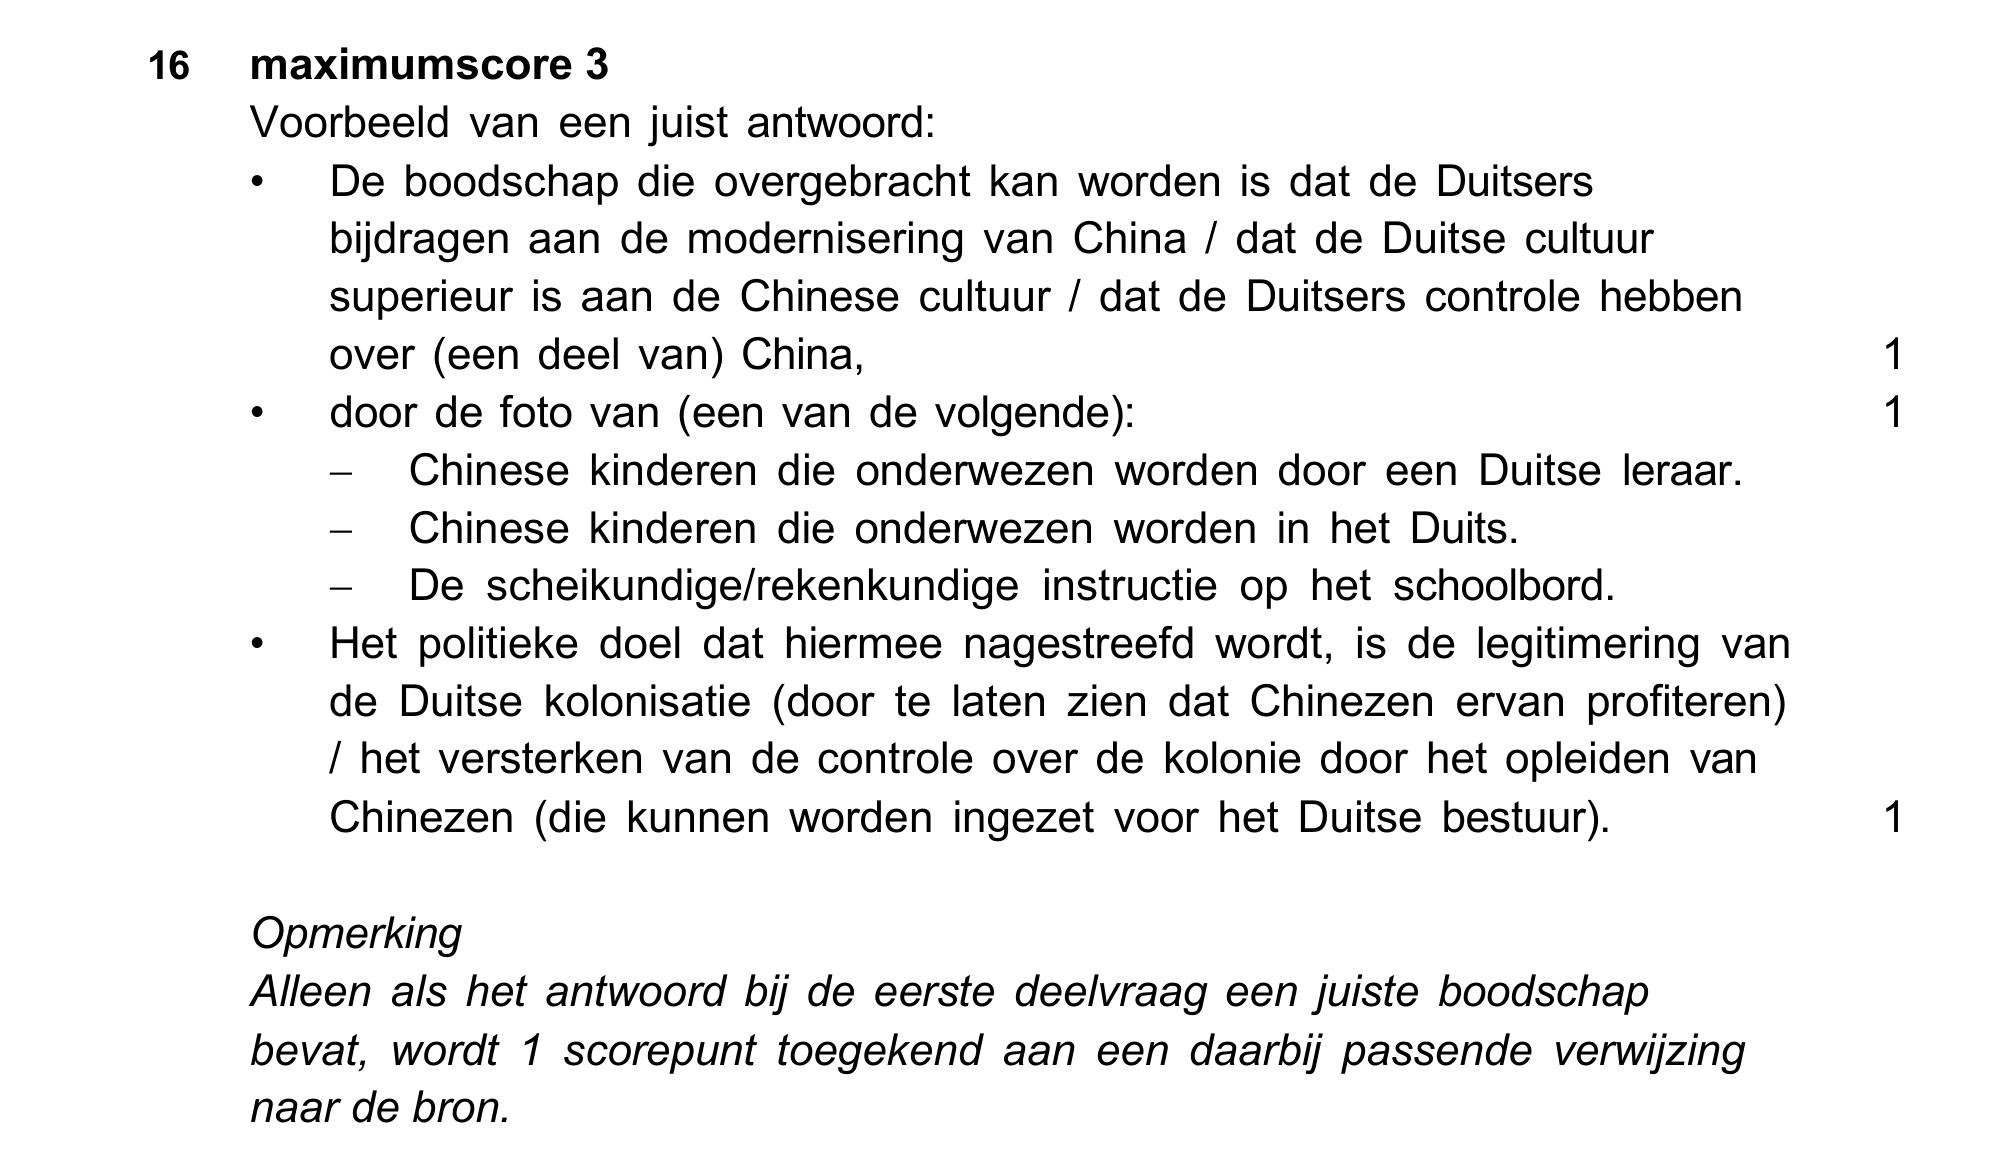 16 maximumscore 3
Voorbeeld van een juist antwoord:
• De boodschap die overgebracht kan worden is dat de Duitsers
bijdragen aan de modernisering van China / dat de Duitse cultuur
superieur is aan de Chinese cultuur / dat de Duitsers controle hebben
over (een deel van) China, 1
• door de foto van (een van de volgende): 1
− Chinese kinderen die onderwezen worden door een Duitse leraar.
− Chinese kinderen die onderwezen worden in het Duits.
− De scheikundige/rekenkundige instructie op het schoolbord.
• Het politieke doel dat hiermee nagestreefd wordt, is de legitimering van
de Duitse kolonisatie (door te laten zien dat Chinezen ervan profiteren)
/ het versterken van de controle over de kolonie door het opleiden van
Chinezen (die kunnen worden ingezet voor het Duitse bestuur). 1
Opmerking
Alleen als het antwoord bij de eerste deelvraag een juiste boodschap
bevat, wordt 1 scorepunt toegekend aan een daarbij passende verwijzing
naar de bron.